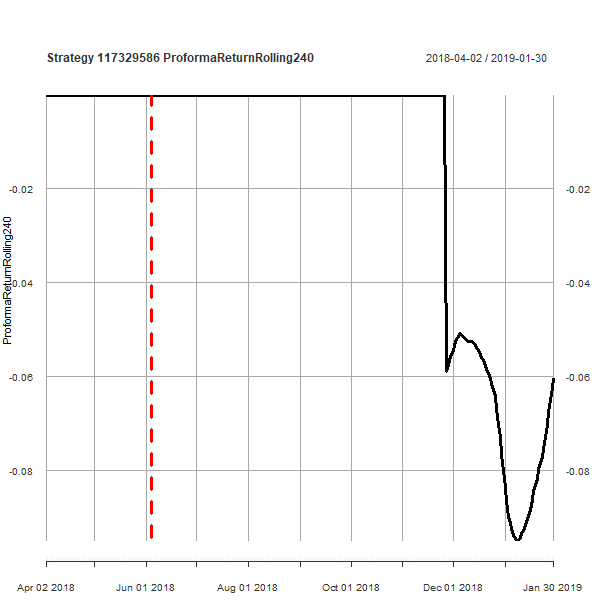 Strategy 117329586 ProformaReturnRolling240
2018-04-02 / 2019-01-30
ProformaReturnRolling240
-0.02
-0.02
-0.04
-0.04
-0.06
-0.06
-0.08
-0.08
Apr 02 2018
Jun 01 2018
Aug 01 2018
Oct 01 2018
Dec 01 2018
Jan 30 2019